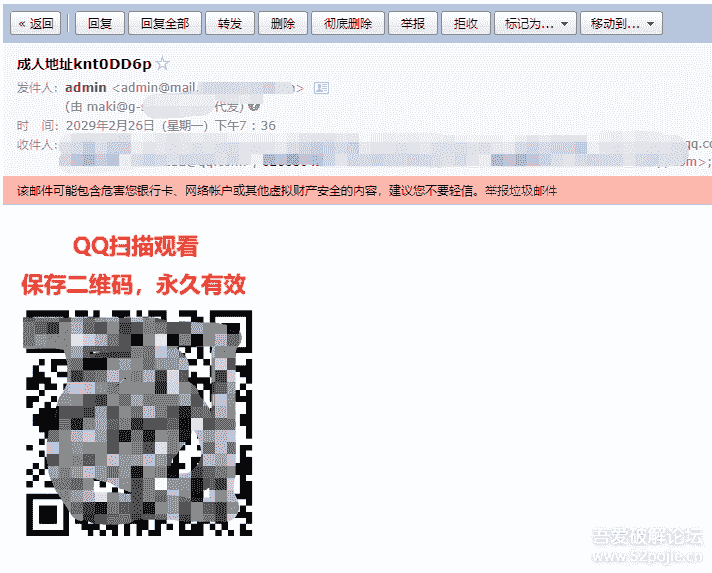 « 返回 回复 回复全部 转发 删除 彻底删除 举报 拒收 标记为... 移动到...
成人地址knt0DD6p
发件人：admin <admin@mail. >
(由 maki@g- 代发)
时 间：2029年2月26日（星期一）下午7：36
收件人： qq.co
@qq.com
该邮件可能包含危害您银行卡、网络帐户或其他虚拟财产安全的内容，建议您不要轻信。举报垃圾邮件
QQ扫描观看
保存二维码，永久有效
吾爱破解论坛
www.52pojie.cn